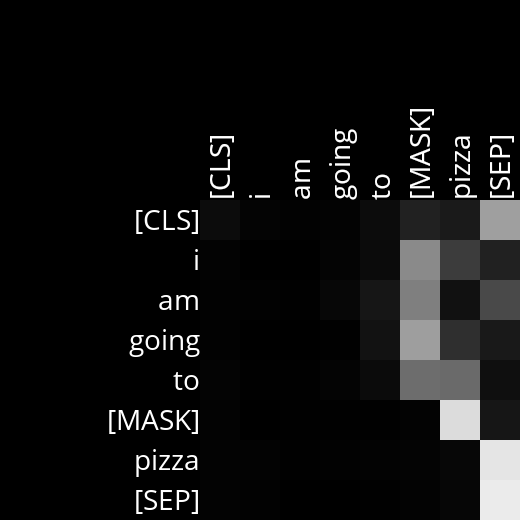 [CLS] i am going to [MASK] pizza [SEP]
[CLS]
i
am
going
to
[MASK]
pizza
[SEP]